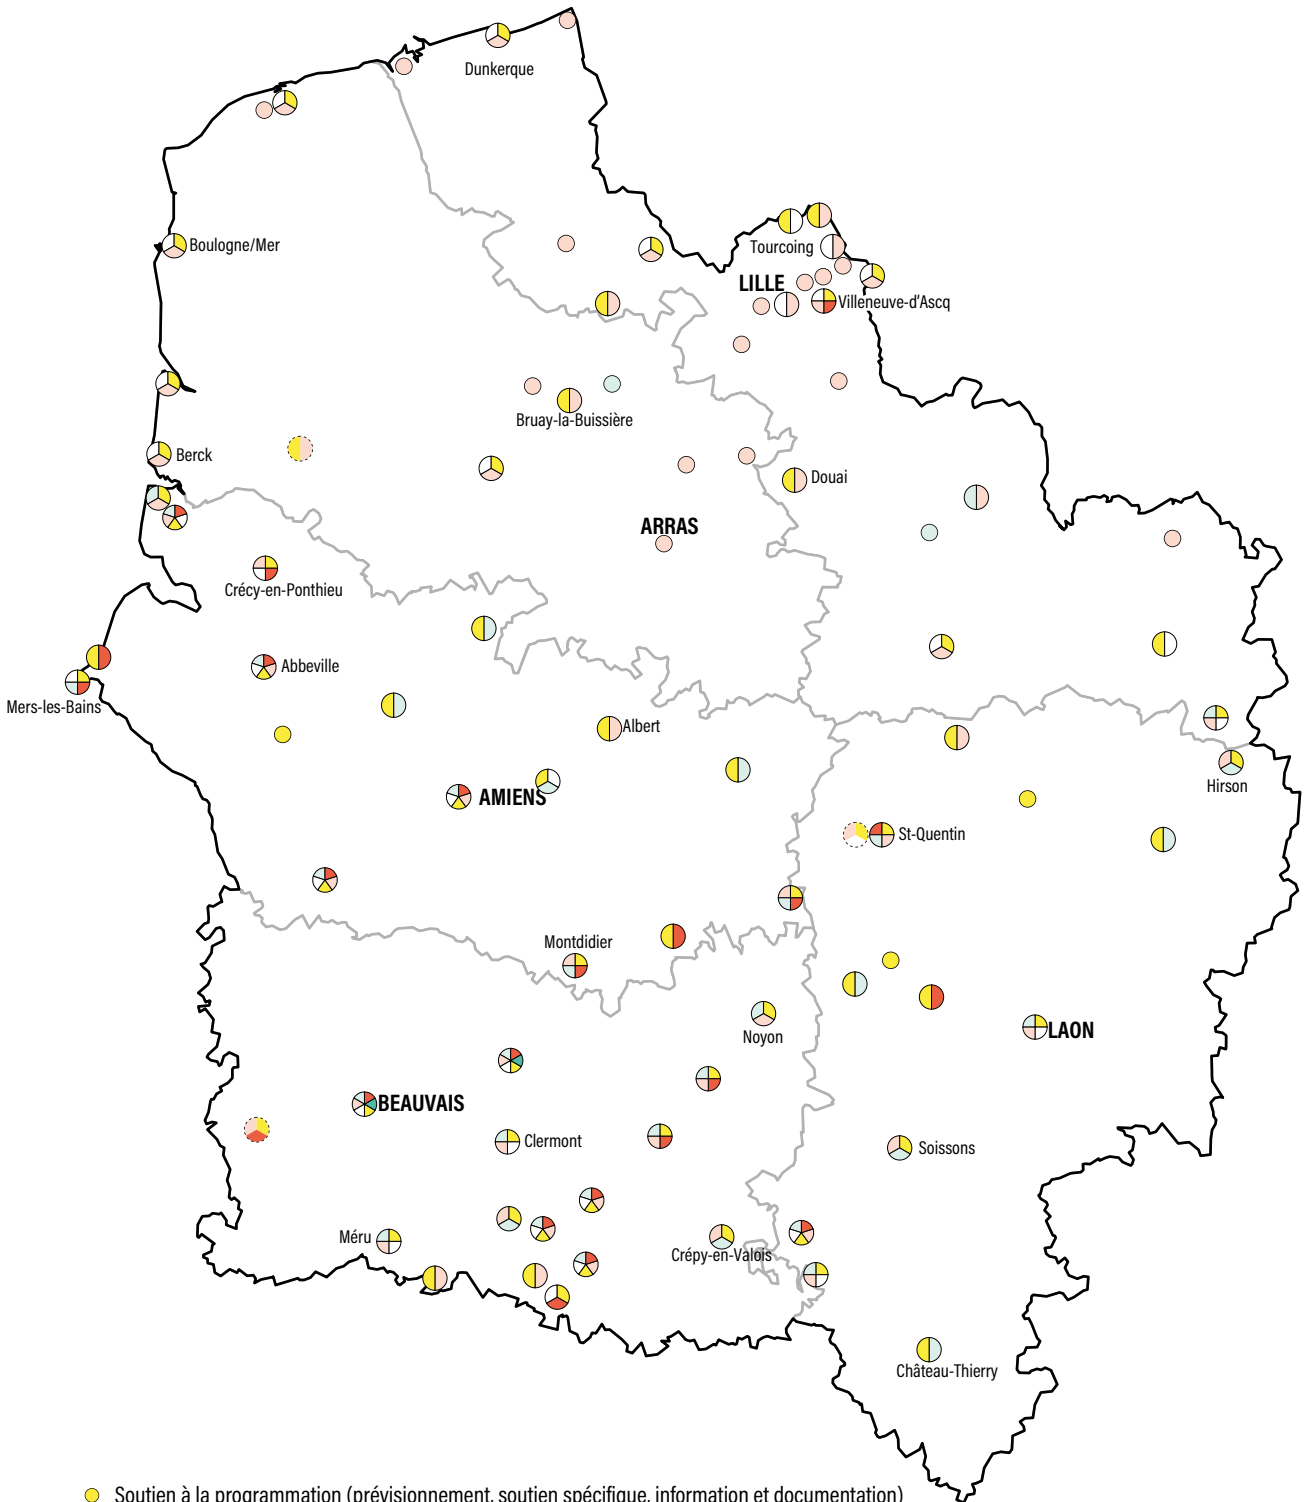 Dunkerque
Boulogne/Mer
Tourcoing
LILLE
Villeneuve-d'Ascq
Bruay-la-Buissière
Berck
Douai
ARRAS
Crécy-en-Ponthieu
Abbeville
Mers-les-Bains
Albert
AMIENS
Hirson
St-Quentin
Montdidier
Noyon
LAON
BEAUVAIS
Clermont
Soissons
Méru
Crépy-en-Valois
Château-Thierry
Soutien à la programmation (prévisionnement, soutien spécifique, information et documentation)